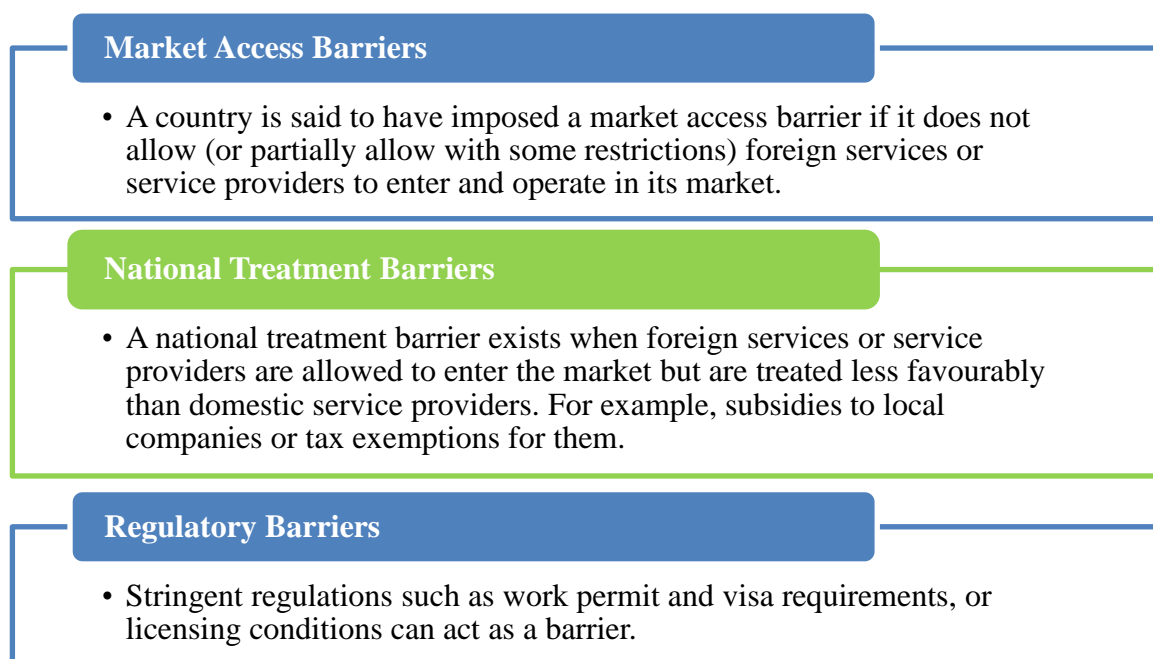 Market Access Barriers
• A country is said to have imposed a market access barrier if it does not
allow (or partially allow with some restrictions) foreign services or
service providers to enter and operate in its market.
National Treatment Barriers
• A national treatment barrier exists when foreign services or service
providers are allowed to enter the market but are treated less favourably
than domestic service providers. For example, subsidies to local
companies or tax exemptions for them.
Regulatory Barriers
• Stringent regulations such as work permit and visa requirements, or
licensing conditions can act as a barrier.